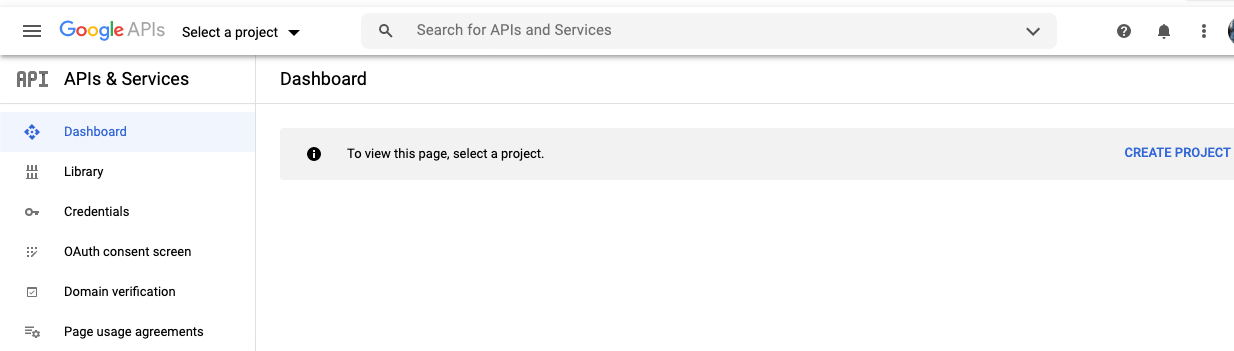 Google APIs Select a project Search for APIs and Services
API APIs & Services Dashboard
Dashboard
To view this page, select a project. CREATE PROJECT
Library
Credentials
OAuth consent screen
Domain verification
Page usage agreements